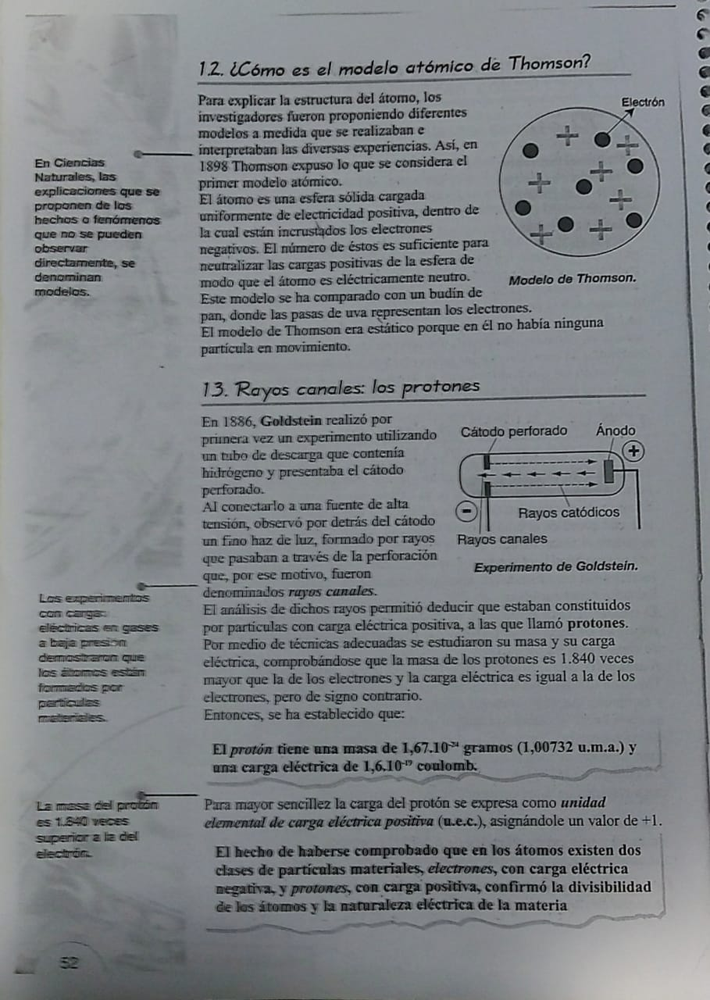 1.2. ¿Cómo es el modelo atómico de Thomson?
Para explicar la estructura del átomo, los
investigadores fueron proponiendo diferentes
modelos a medida que se realizaban e
interpretaban las diversas experiencias. Así, en
1898 Thomson expuso lo que se considera el
primer modelo atómico.
El átomo es una esfera sólida cargada
uniformente de electricidad positiva, dentro de
la cual están incrustados los electrones
negativos. El número de éstos es suficiente para
neutralizar las cargas positivas de la esfera de
modo que el átomo es eléctricamente neutro.
Este modelo se ha comparado con un budín de
pan, donde las pasas de uva representan los electrones.
El modelo de Thomson era estático porque en él no había ninguna
partícula en movimiento.
Electrón
Modelo de Thomson.
En Ciencias
Naturales, las
explicaciones que se
proponen de los
hechos o fenómenos
que no se pueden
observar
directamente, se
denominan
modelos.
1.3. Rayos canales: los protones
En 1886, Goldstein realizó por
primera vez un experimento utilizando
un tubo de descarga que contenía
hidrógeno y presentaba el cátodo
perforado.
Al conectarlo a una fuente de alta
tensión, observó por detrás del cátodo
un fino haz de luz, formado por rayos
que pasaban a través de la perforación
que, por ese motivo, fueron
denominados rayos canales.
El análisis de dichos rayos permitió deducir que estaban constituidos
por partículas con carga eléctrica positiva, a las que llamó protones.
Por medio de técnicas adecuadas se estudiaron su masa y su carga
eléctrica, comprobándose que la masa de los protones es 1.840 veces
mayor que la de los electrones y la carga eléctrica es igual a la de los
electrones, pero de signo contrario.
Entonces, se ha establecido que:
Cátodo perforado
Ánodo
+
-
Rayos catódicos
Rayos canales
Experimento de Goldstein.
Los experimentos
con cargas
eléctricas en gases
a baja presión
demostraron que
los átomos están
formados por
partículas
materiales.
El protón tiene una masa de 1,67.10⁻²⁴ gramos (1,00732 u.m.a.) y
una carga eléctrica de 1,6.10⁻¹⁹ coulomb.
La masa del protón
es 1.840 veces
superior a la del
electrón.
Para mayor sencillez la carga del protón se expresa como unidad
elemental de carga eléctrica positiva (u.e.c.), asignándole un valor de +1.
El hecho de haberse comprobado que en los átomos existen dos
clases de partículas materiales, electrones, con carga eléctrica
negativa, y protones, con carga positiva, confirmó la divisibilidad
de los átomos y la naturaleza eléctrica de la materia
52